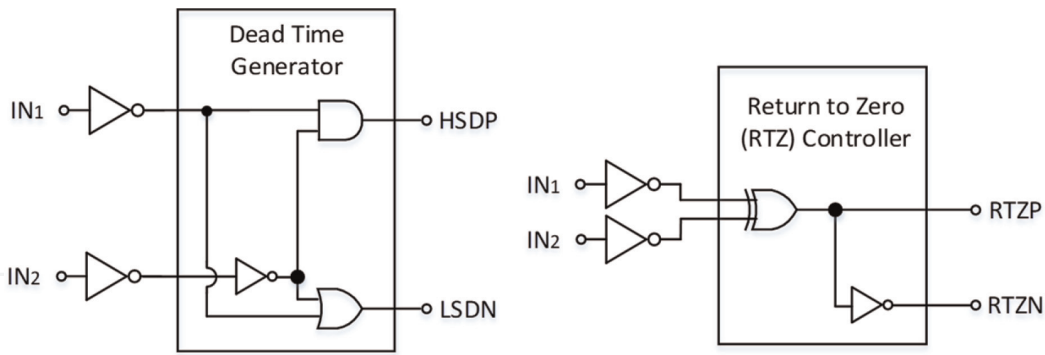 Dead Time
Generator
IN1
HSDP
IN2
LSDN
Return to Zero
(RTZ) Controller
IN1
IN2
RTZP
RTZN